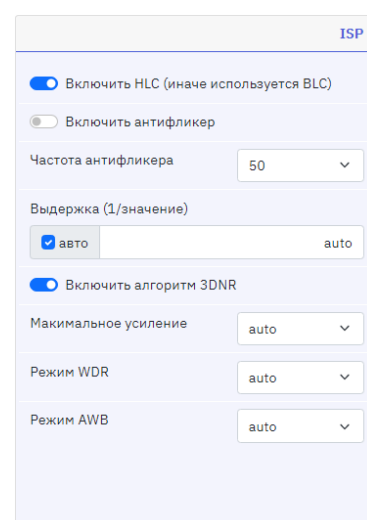 ISP
Включить HLC (иначе используется BLC)
Включить антифликер
Частота антифликера
50
Выдержка (1/значение)
авто
auto
Включить алгоритм 3DNR
Макимальное усиление
auto
Режим WDR
auto
Режим AWB
auto